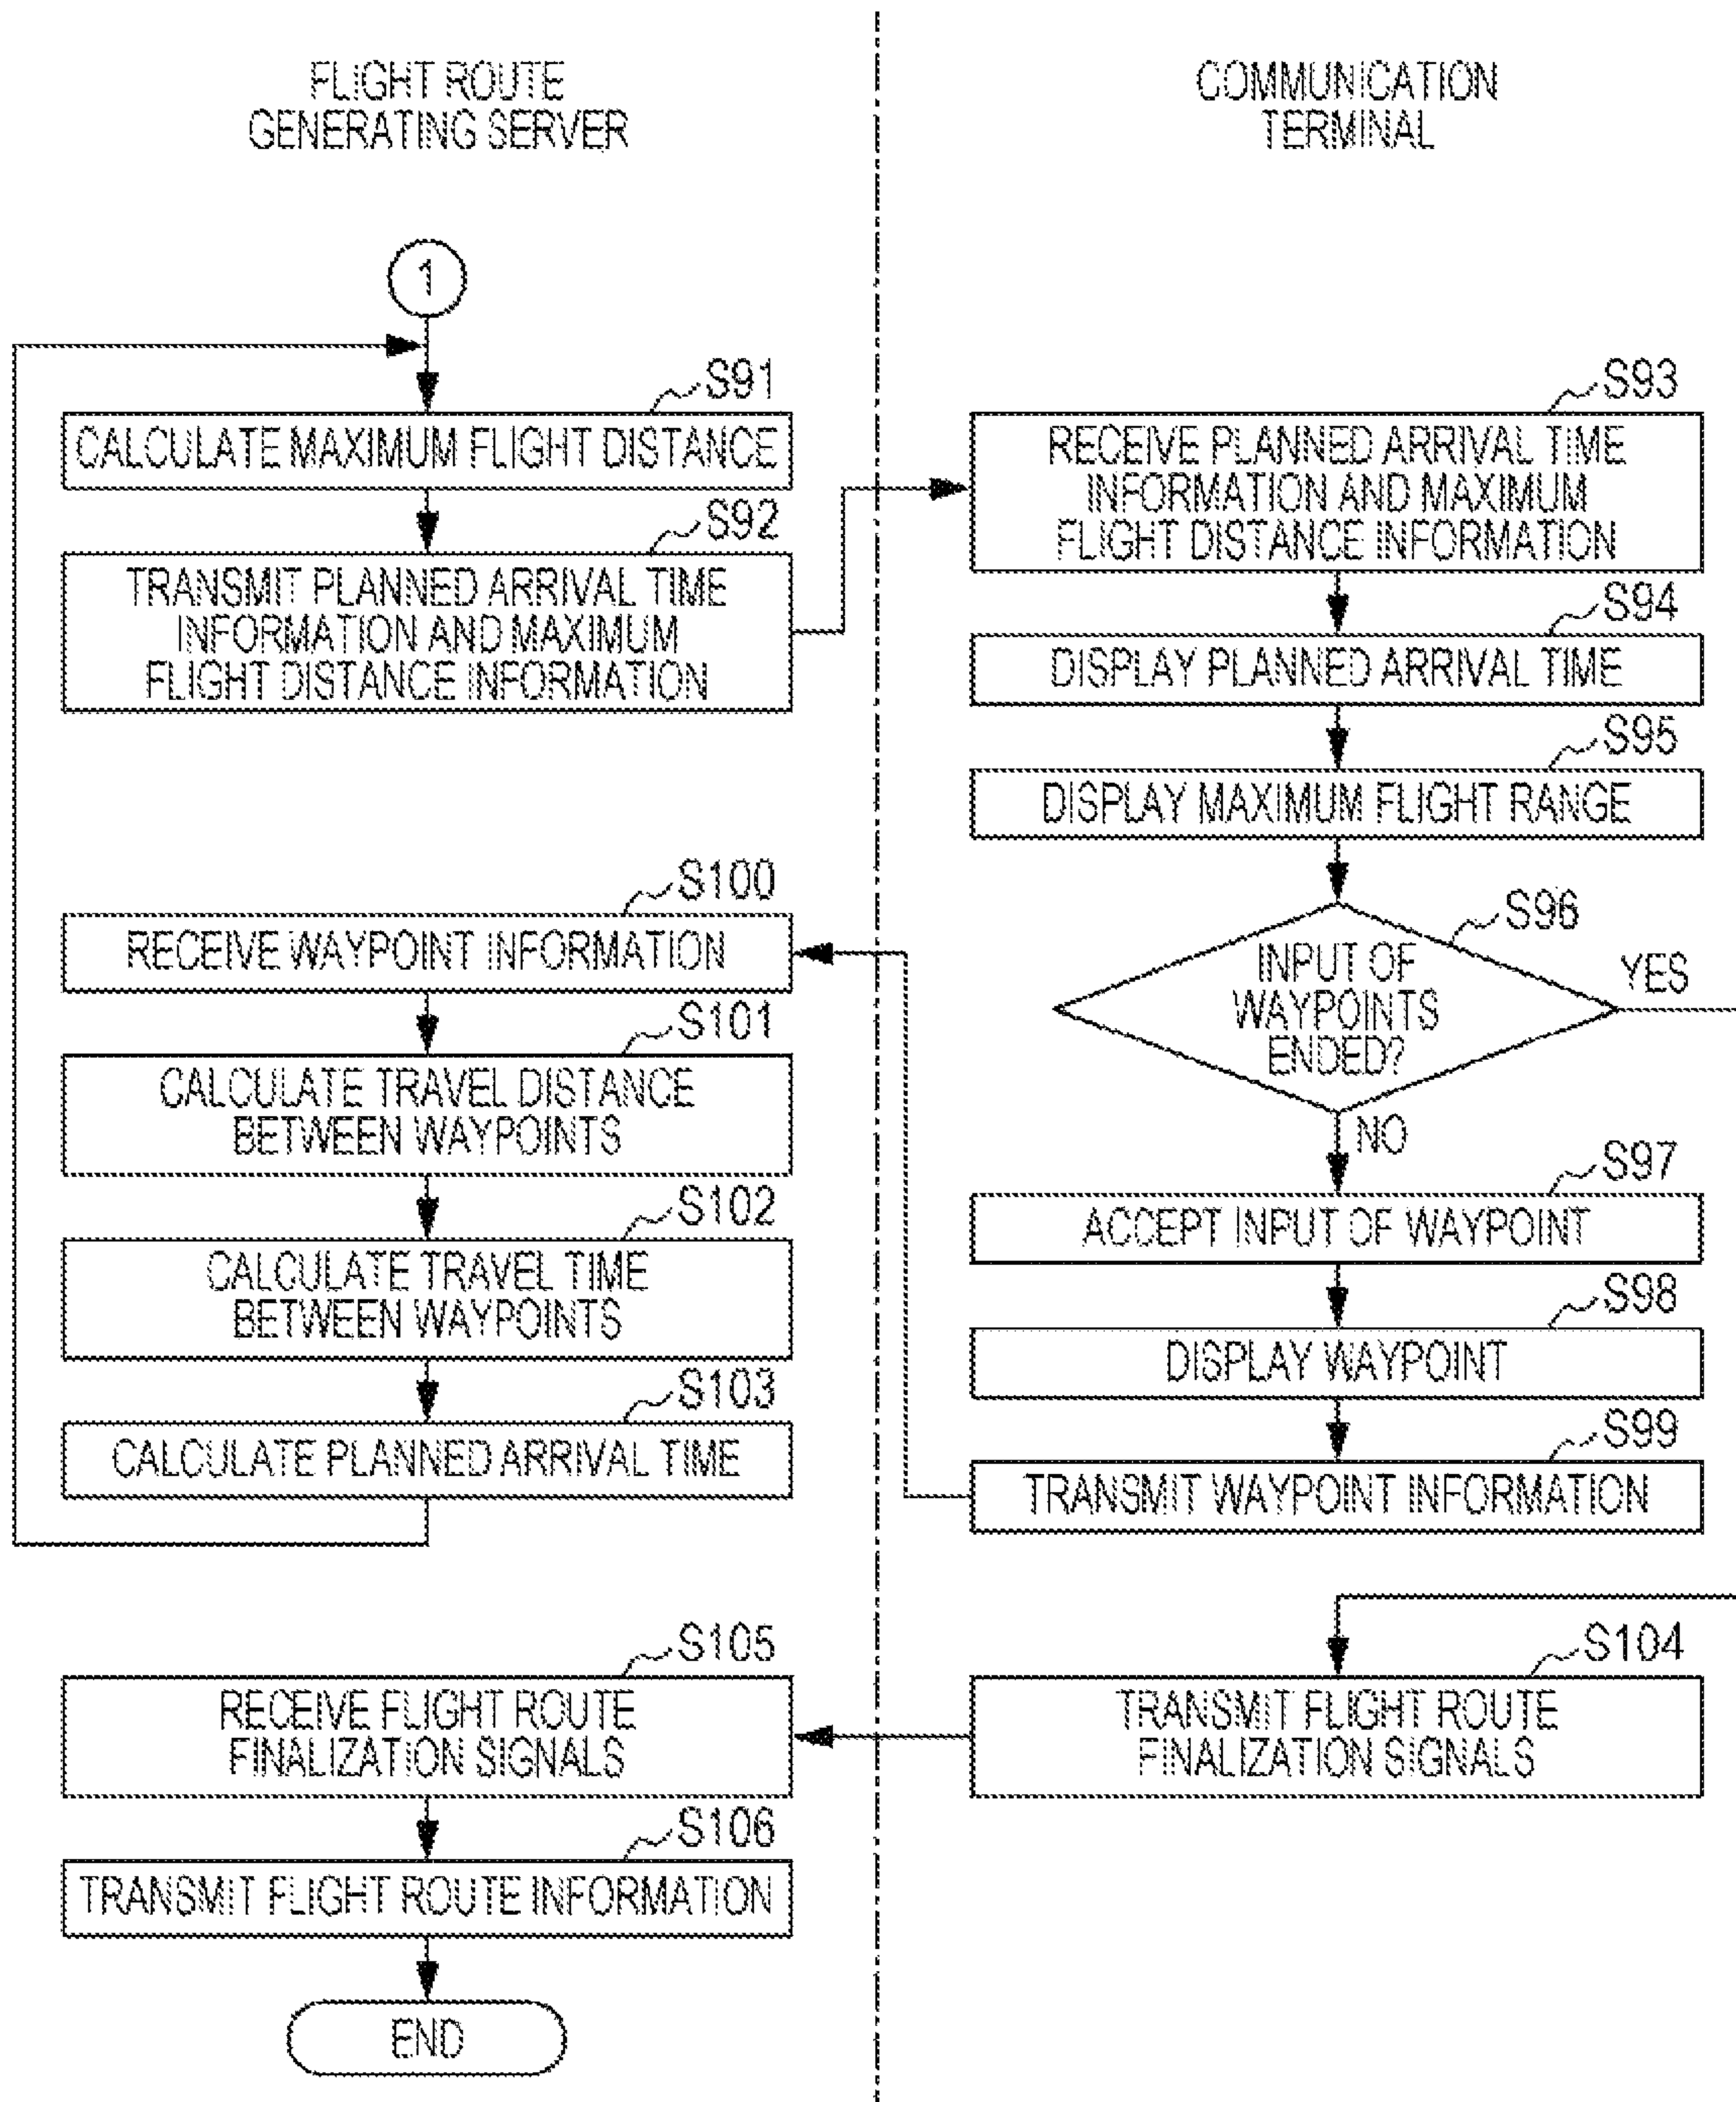 FLIGHT ROUTE
GENERATING SERVER
1
S91
CALCULATE MAXIMUM FLIGHT DISTANCE
S92
TRANSMIT PLANNED ARRIVAL TIME
INFORMATION AND MAXIMUM
FLIGHT DISTANCE INFORMATION
S100
RECEIVE WAYPOINT INFORMATION
S101
CALCULATE TRAVEL DISTANCE
BETWEEN WAYPOINTS
S102
CALCULATE TRAVEL TIME
BETWEEN WAYPOINTS
S103
CALCULATE PLANNED ARRIVAL TIME
S105
RECEIVE FLIGHT ROUTE
FINALIZATION SIGNALS
S106
TRANSMIT FLIGHT ROUTE INFORMATION
END
COMMUNICATION
TERMINAL
S93
RECEIVE PLANNED ARRIVAL TIME
INFORMATION AND MAXIMUM
FLIGHT DISTANCE INFORMATION
S94
DISPLAY PLANNED ARRIVAL TIME
S95
DISPLAY MAXIMUM FLIGHT RANGE
S96
INPUT OF
WAYPOINTS
ENDED?
YES
NO
S97
ACCEPT INPUT OF WAYPOINT
S98
DISPLAY WAYPOINT
S99
TRANSMIT WAYPOINT INFORMATION
S104
TRANSMIT FLIGHT ROUTE
FINALIZATION SIGNALS